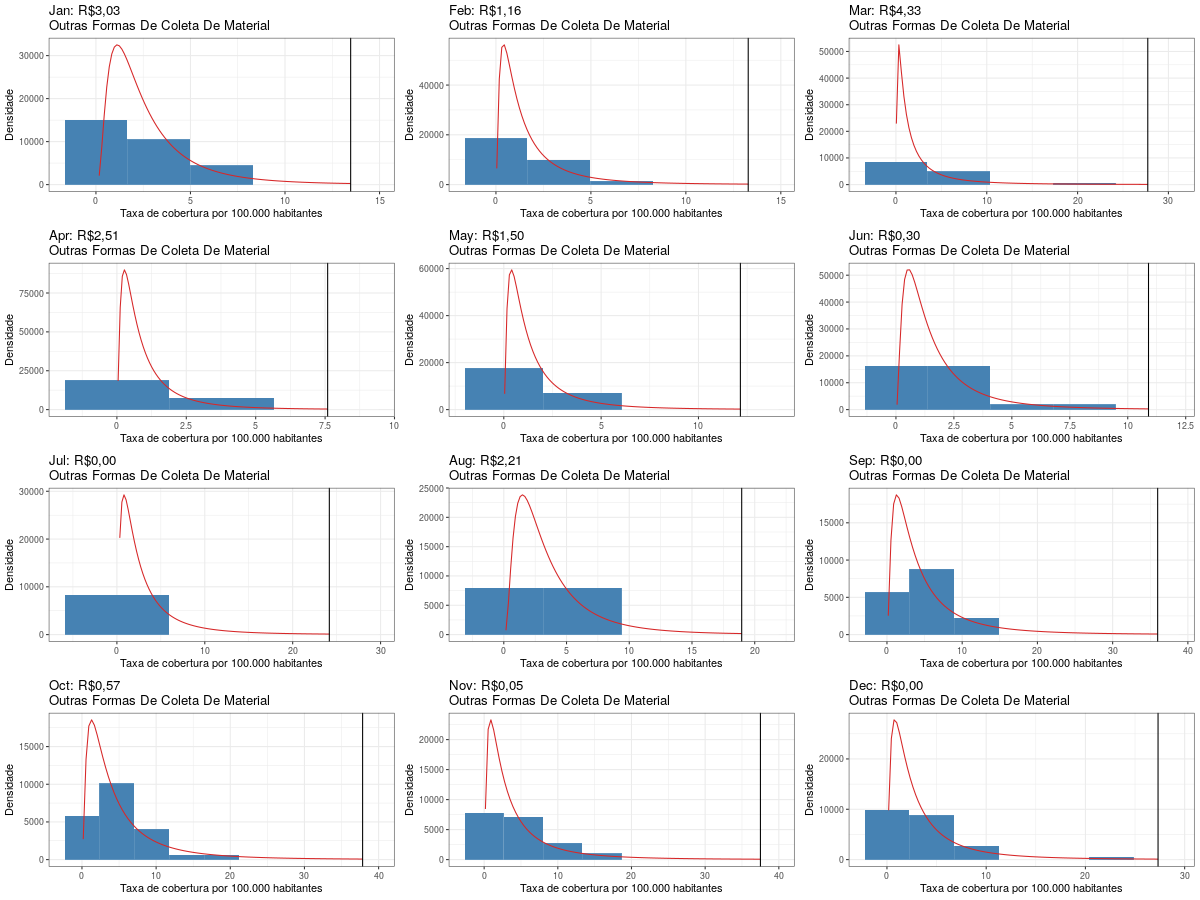 Jan: R$3,03
Outras Formas De Coleta De Material
Densidade
30000
20000
10000
0
0 5 10 15
Taxa de cobertura por 100.000 habitantes
Feb: R$1,16
Outras Formas De Coleta De Material
Densidade
40000
20000
0
0 5 10 15
Taxa de cobertura por 100.000 habitantes
Mar: R$4,33
Outras Formas De Coleta De Material
Densidade
50000
40000
30000
20000
10000
0
0 10 20 30
Taxa de cobertura por 100.000 habitantes
Apr: R$2,51
Outras Formas De Coleta De Material
Densidade
75000
50000
25000
0
0 2.5 5 7.5 10
Taxa de cobertura por 100.000 habitantes
May: R$1,50
Outras Formas De Coleta De Material
Densidade
60000
40000
20000
0
0 5 10
Taxa de cobertura por 100.000 habitantes
Jun: R$0,30
Outras Formas De Coleta De Material
Densidade
50000
40000
30000
20000
10000
0
0 2.5 5 7.5 10 12.5
Taxa de cobertura por 100.000 habitantes
Jul: R$0,00
Outras Formas De Coleta De Material
Densidade
30000
20000
10000
0
0 10 20 30
Taxa de cobertura por 100.000 habitantes
Aug: R$2,21
Outras Formas De Coleta De Material
Densidade
25000
20000
15000
10000
5000
0
0 5 10 15 20
Taxa de cobertura por 100.000 habitantes
Sep: R$0,00
Outras Formas De Coleta De Material
Densidade
15000
10000
5000
0
0 10 20 30 40
Taxa de cobertura por 100.000 habitantes
Oct: R$0,57
Outras Formas De Coleta De Material
Densidade
15000
10000
5000
0
0 10 20 30 40
Taxa de cobertura por 100.000 habitantes
Nov: R$0,05
Outras Formas De Coleta De Material
Densidade
20000
15000
10000
5000
0
0 10 20 30 40
Taxa de cobertura por 100.000 habitantes
Dec: R$0,00
Outras Formas De Coleta De Material
Densidade
20000
10000
0
0 10 20 30
Taxa de cobertura por 100.000 habitantes